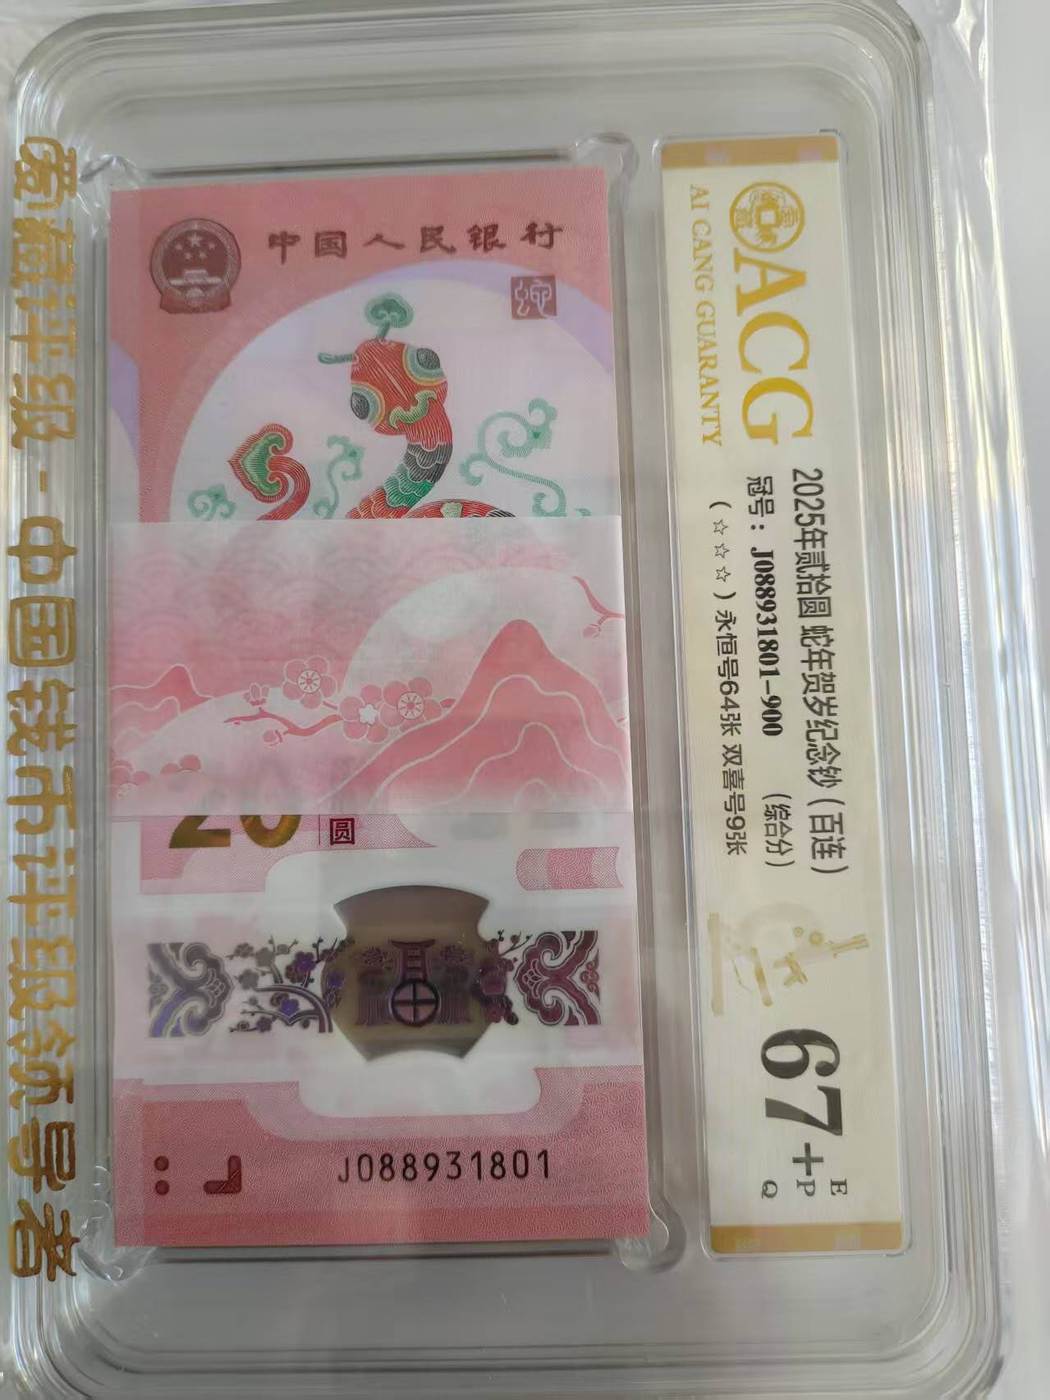 爱藏评级-中国钱币评级领导者
中国人民银行
20
圆
J088931801
ACG
AI CANG GUARANTY
2025年贰拾圆 蛇年贺岁纪念钞（百连）
冠号：J088931801-900 （综合分）
（☆☆☆）永恒号64张 双喜号9张
67+
E
P
Q